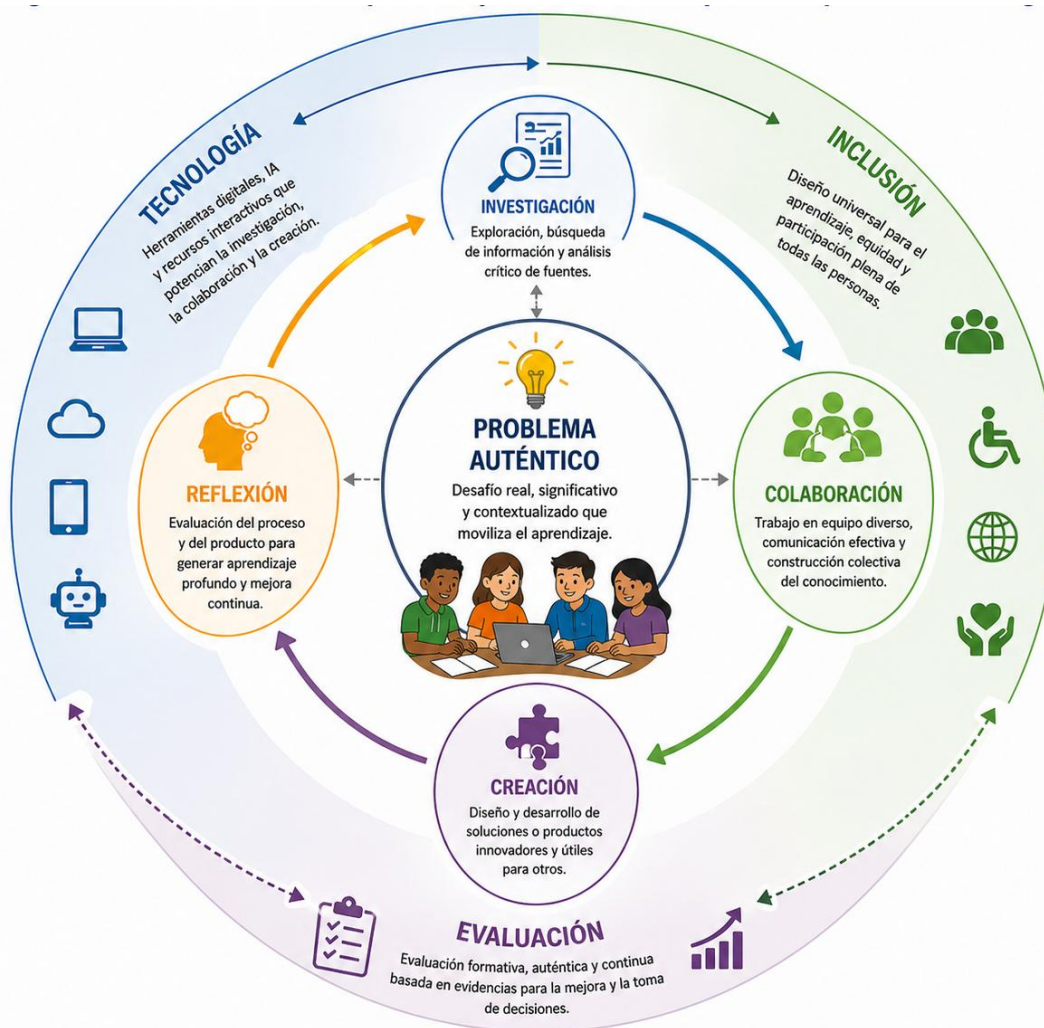 TECNOLOGÍA
Herramientas digitales, IA
y recursos interactivos que
potencian la investigación,
la colaboración y la creación.
INVESTIGACIÓN
Exploración, búsqueda
de información y análisis
crítico de fuentes.
INCLUSIÓN
Diseño universal para el
aprendizaje, equidad y
participación plena de
todas las personas.
PROBLEMA
AUTÉNTICO
Desafío real, significativo
y contextualizado que
moviliza el aprendizaje.
REFLEXIÓN
Evaluación del proceso
y del producto para
generar aprendizaje
profundo y mejora
continua.
COLABORACIÓN
Trabajo en equipo diverso,
comunicación efectiva y
construcción colectiva
del conocimiento.
CREACIÓN
Diseño y desarrollo de
soluciones o productos
innovadores y útiles
para otros.
EVALUACIÓN
Evaluación formativa, auténtica y continua
basada en evidencias para la mejora y la toma
de decisiones.